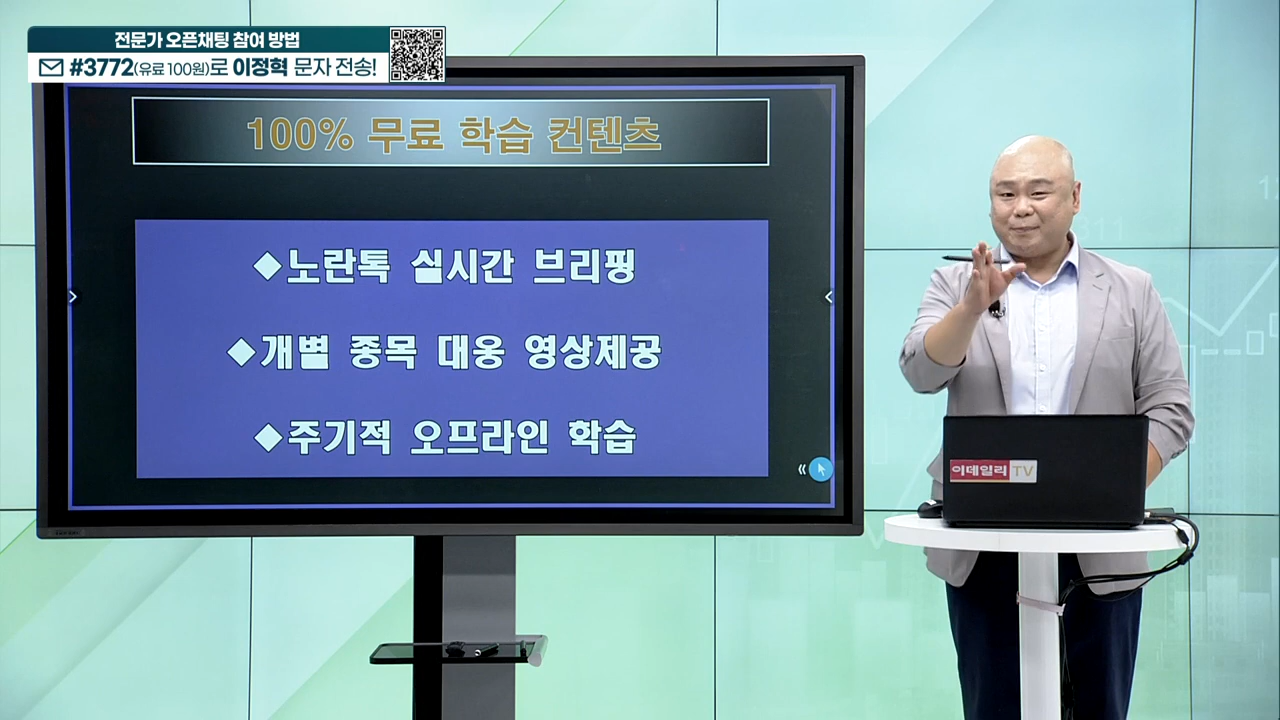 전문가 오픈채팅 참여 방법
#3772(유료 100원)로 이정혁 문자 전송!
100% 무료 학습 컨텐츠
◆노란톡 실시간 브리핑
◆개별 종목 대응 영상제공
◆주기적 오프라인 학습
이데일리TV